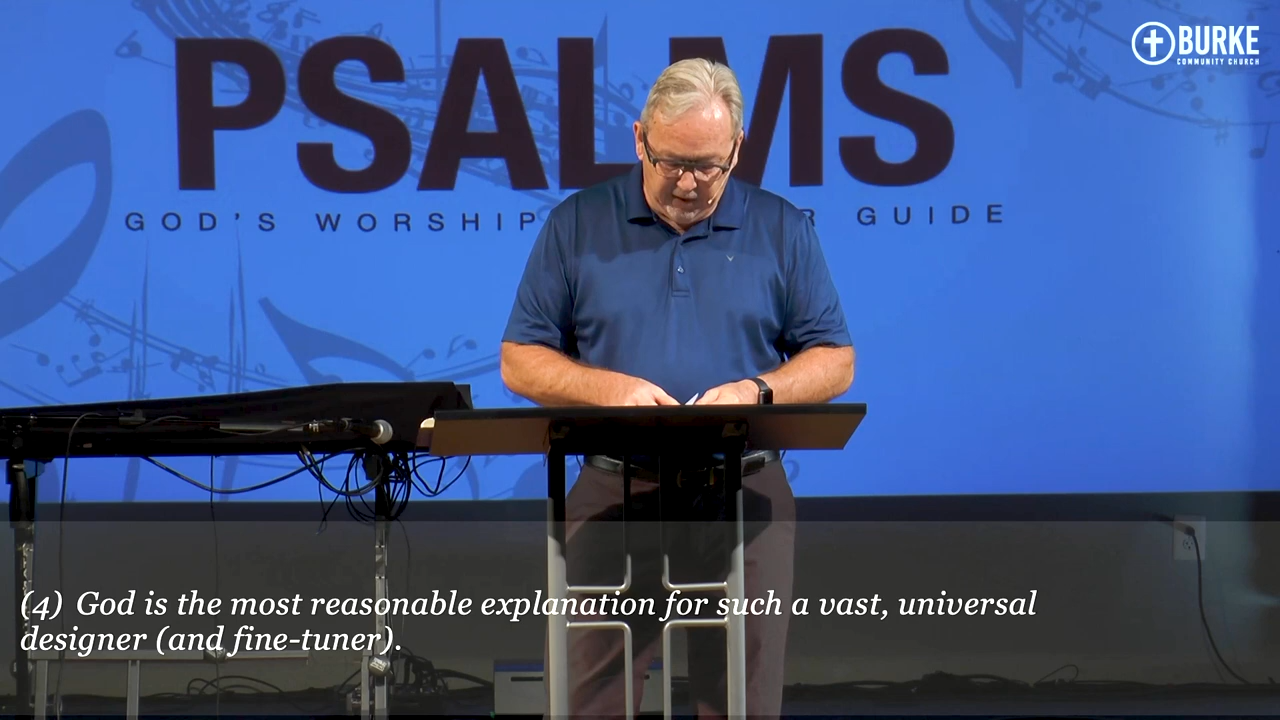 BURKE
COMMUNITY CHURCH
PSALMS
GOD'S WORSHIP GUIDE
(4) God is the most reasonable explanation for such a vast, universal
designer (and fine-tuner).